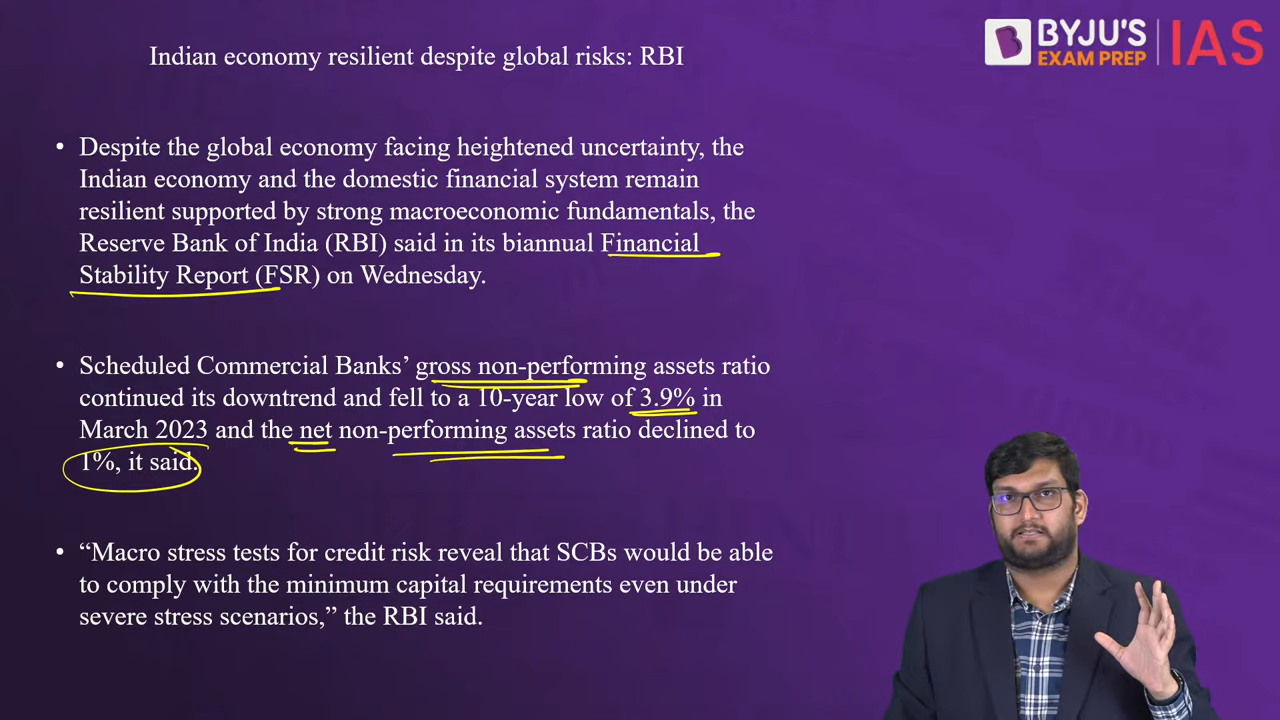 Indian economy resilient despite global risks: RBI
BYJU'S
EXAM PREP
IAS
• Despite the global economy facing heightened uncertainty, the
Indian economy and the domestic financial system remain
resilient supported by strong macroeconomic fundamentals, the
Reserve Bank of India (RBI) said in its biannual Financial
Stability Report (FSR) on Wednesday.
• Scheduled Commercial Banks’ gross non-performing assets ratio
continued its downtrend and fell to a 10-year low of 3.9% in
March 2023 and the net non-performing assets ratio declined to
1%, it said.
• “Macro stress tests for credit risk reveal that SCBs would be able
to comply with the minimum capital requirements even under
severe stress scenarios,” the RBI said.